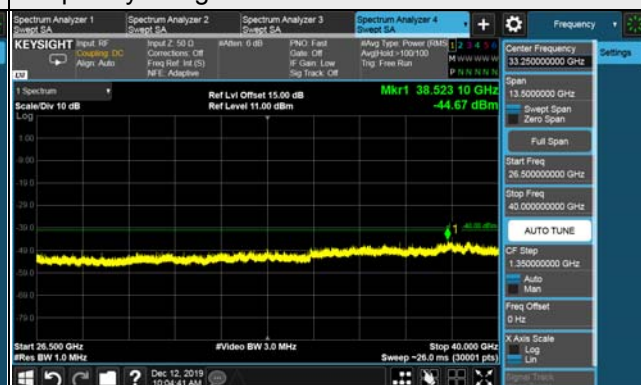 Spectrum Analyzer 1
Swept SA
Spectrum Analyzer 2
Swept SA
Spectrum Analyzer 3
Swept SA
Spectrum Analyzer 4
Swept SA
Frequency
KEYSIGHT
Input: RF
Coupling: DC
Align: Auto
Input Z: 50 Ω
Corrections: Off
Freq Ref: Int (S)
NFE: Adaptive
#Atten: 6 dB
PNO: Fast
Gate: Off
IF Gain: Low
Sig Track: Off
#Avg Type: Power (RMS)
Avg|Hold:>100/100
Trig: Free Run
1 2 3 4 5 6
M W W W W W
P N N N N N
LXI
1 Spectrum
Scale/Div 10 dB
Log
Ref Lvl Offset 15.00 dB
Ref Level 11.00 dBm
Mkr1 38.523 10 GHz
-44.67 dBm
1.00
-9.00
-19.0
-29.0
-39.0
-49.0
-59.0
-69.0
-79.0
1
-40.00 dBm
Start 26.500 GHz
#Res BW 1.0 MHz
#Video BW 3.0 MHz
Stop 40.000 GHz
Sweep ~26.0 ms (30001 pts)
Dec 12, 2019
10:04:41 AM
Center Frequency
33.250000000 GHz
Settings
Span
13.5000000 GHz
Swept Span
Zero Span
Full Span
Start Freq
26.500000000 GHz
Stop Freq
40.000000000 GHz
AUTO TUNE
CF Step
1.350000000 GHz
Auto
Man
Freq Offset
0 Hz
X Axis Scale
Log
Lin
Signal Track